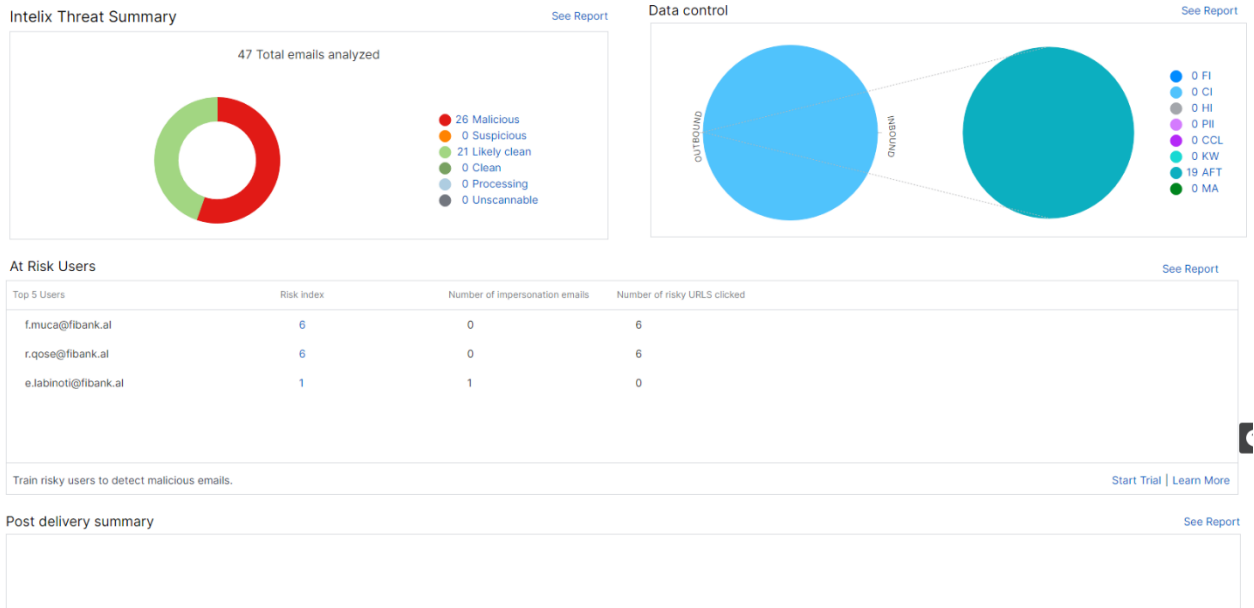 Intelix Threat Summary
See Report
47 Total emails analyzed
26 Malicious
0 Suspicious
21 Likely clean
0 Clean
0 Processing
0 Unscannable
Data control
See Report
OUTBOUND
INBOUND
0 FI
0 CI
0 HI
0 PII
0 CCL
0 KW
19 AFT
0 MA
At Risk Users
See Report
Top 5 Users Risk index Number of impersonation emails Number of risky URLS clicked
f.muca@fibank.al 6 0 6
r.qose@fibank.al 6 0 6
e.labinoti@fibank.al 1 1 0
Train risky users to detect malicious emails.
Start Trial | Learn More
Post delivery summary
See Report